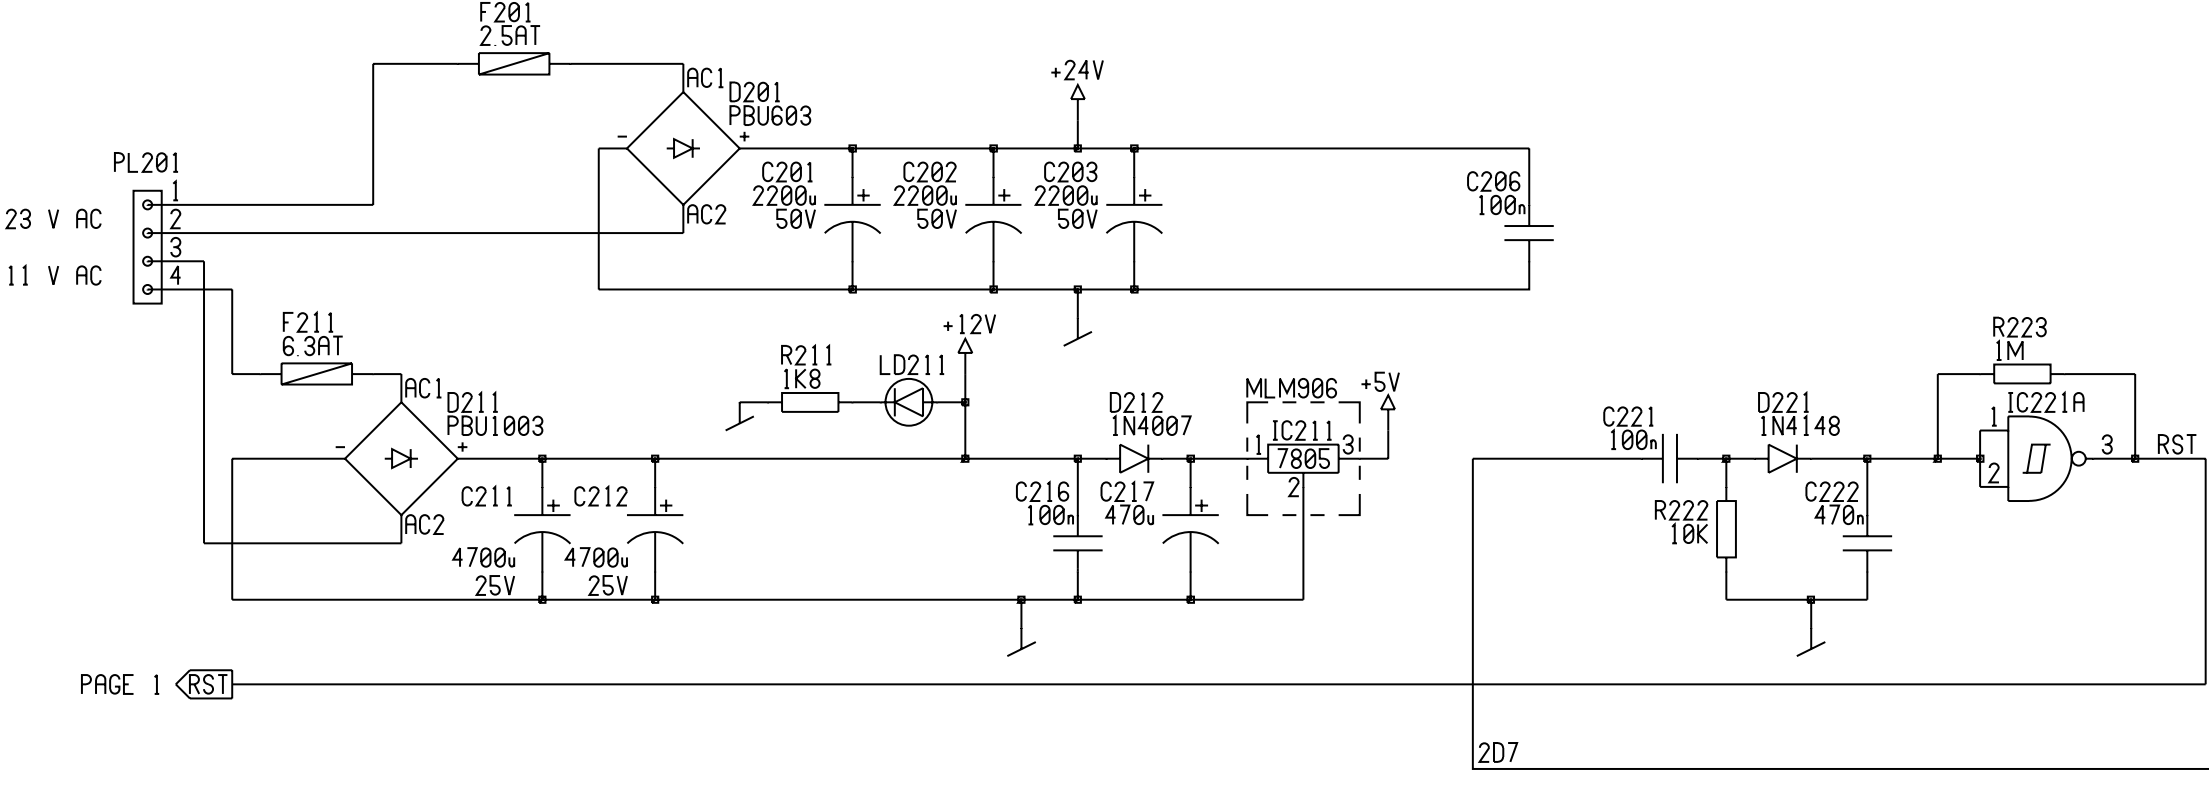 F201
2.5AT
AC1
D201
PBU603
-
+
AC2
+24V
C201
2200u
50V
+
C202
2200u
50V
+
C203
2200u
50V
+
C206
100n
PL201
1
23 V AC
2
3
11 V AC
4
F211
6.3AT
AC1
D211
PBU1003
-
+
AC2
R211
1K8
LD211
+12V
C211
+
4700u
25V
C212
+
4700u
25V
C216
100n
D212
1N4007
C217
470u
+
MLM906
IC211
1
7805
3
2
+5V
C221
100n
D221
1N4148
R222
10K
C222
470n
R223
1M
IC221A
1
2
3
RST
PAGE 1
RST
2D7